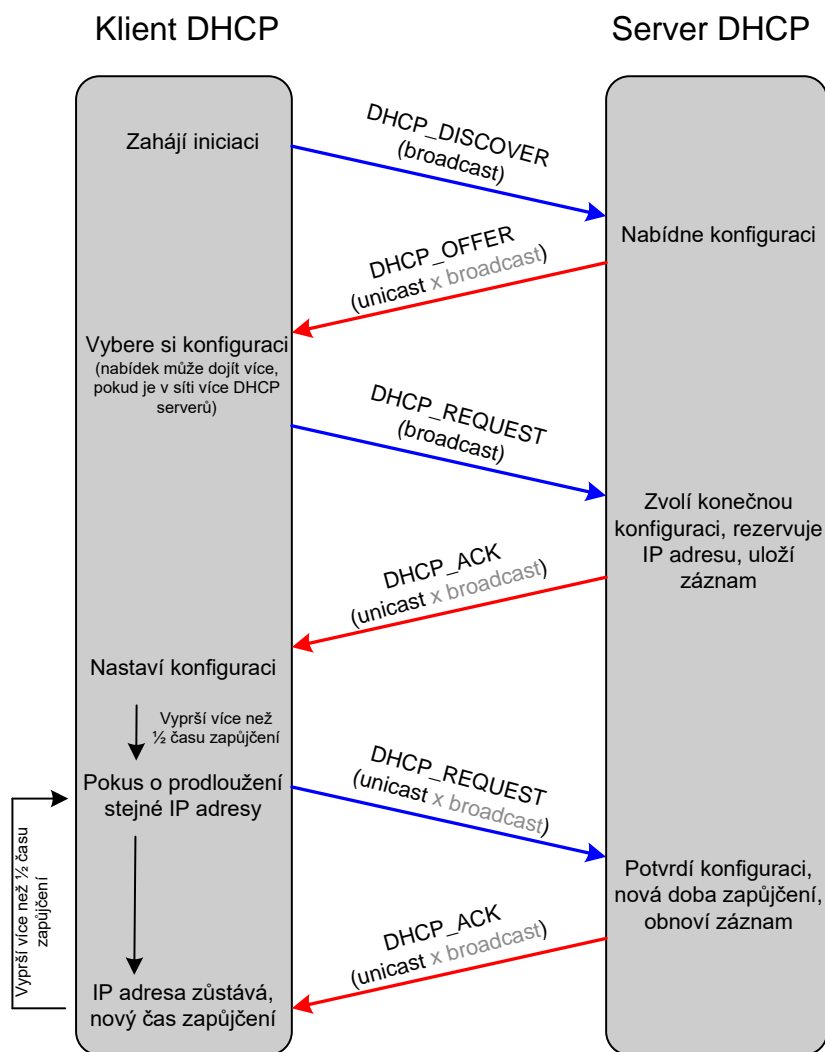 Klient DHCP
Server DHCP
Zahájí iniciaci
DHCP_DISCOVER
(broadcast)
Nabídne konfiguraci
DHCP_OFFER
(unicast x broadcast)
Vybere si konfiguraci
(nabídek může dojít více,
pokud je v síti více DHCP
serverů)
DHCP_REQUEST
(broadcast)
Zvolí konečnou
konfiguraci, rezervuje
IP adresu, uloží
záznam
DHCP_ACK
(unicast x broadcast)
Nastaví konfiguraci
Vyprší více než
½ času zapůjčení
Pokus o prodloužení
stejné IP adresy
DHCP_REQUEST
(unicast x broadcast)
Potvrdí konfiguraci,
nová doba zapůjčení,
obnoví záznam
DHCP_ACK
(unicast x broadcast)
IP adresa zůstává,
nový čas zapůjčení
Vyprší více než ½ času
zapůjčení